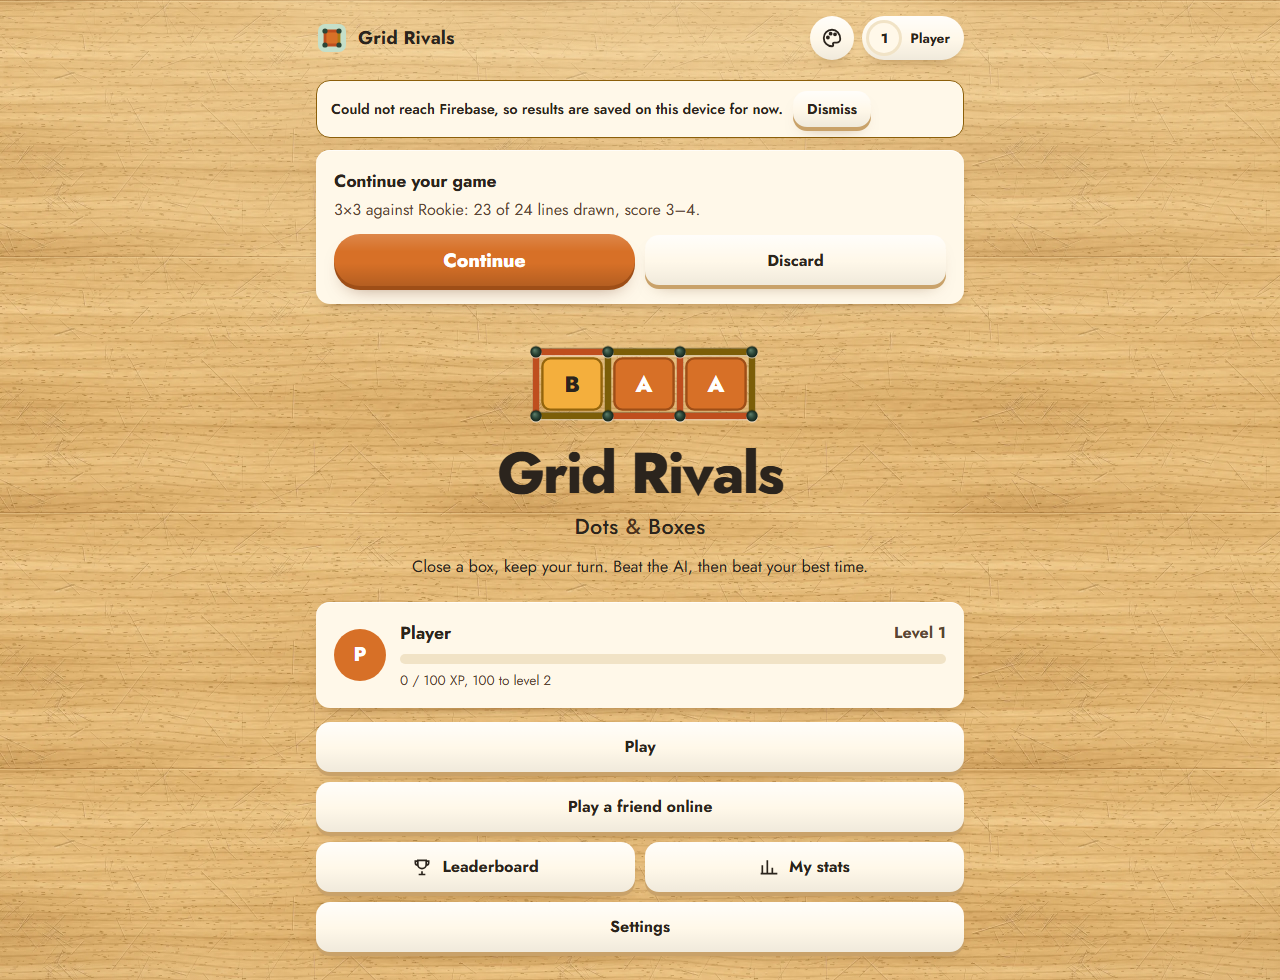 Grid Rivals
1 Player
Could not reach Firebase, so results are saved on this device for now. Dismiss
Continue your game
3×3 against Rookie: 23 of 24 lines drawn, score 3–4.
Continue Discard
B A A
Grid Rivals
Dots & Boxes
Close a box, keep your turn. Beat the AI, then beat your best time.
P
Player Level 1
0 / 100 XP, 100 to level 2
Play
Play a friend online
Leaderboard My stats
Settings